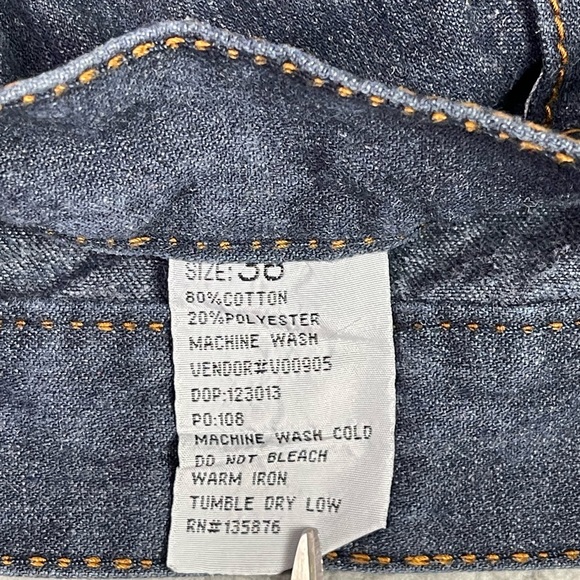 SIZE: 36
80%COTTON
20%POLYESTER
MACHINE WASH
VENDOR#V00905
DOP:123013
PO:108
MACHINE WASH COLD
DO NOT BLEACH
WARM IRON
TUMBLE DRY LOW
RN#135876